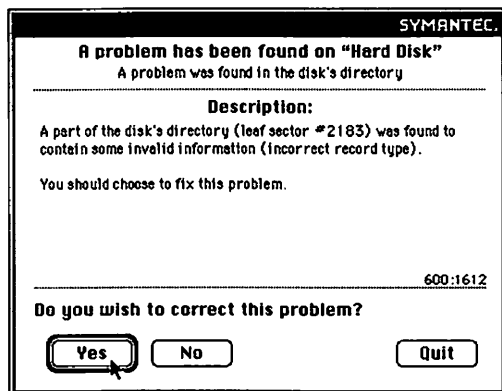 SYMANTEC.
A problem has been found on “Hard Disk”
A problem was found in the disk's directory
Description:
A part of the disk's directory (leaf sector #2183) was found to
contain some invalid information (incorrect record type).
You should choose to fix this problem.
600:1612
Do you wish to correct this problem?
Yes No Quit